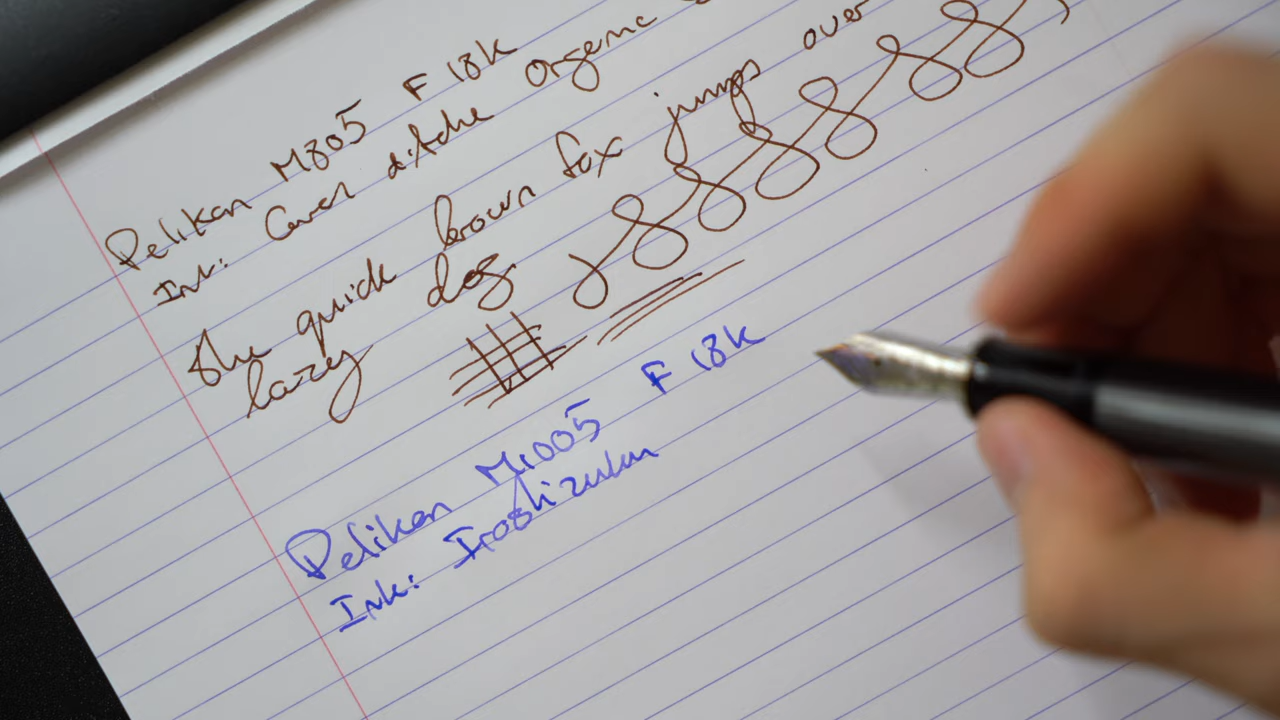 Pelikan M805 F 18K
Ink: d'Ache Organic
The quick brown fox jumps over
lazy dog.
Pelikan M1005 F 18K
Ink: Iroshizuku